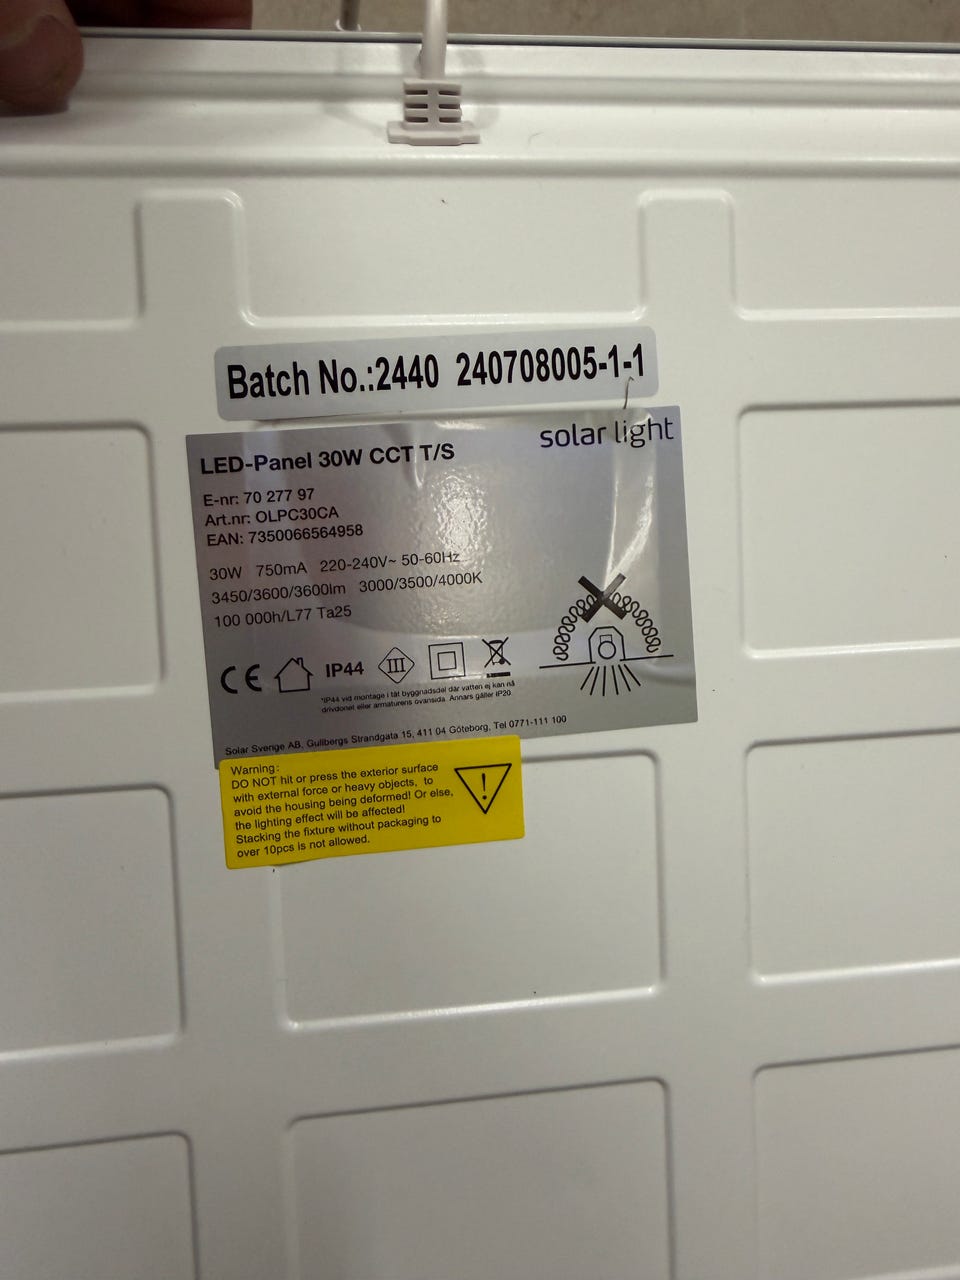 Batch No.:2440 240708005-1-1
solar light
LED-Panel 30W CCT T/S
E-nr: 70 277 97
Art.nr: OLPC30CA
EAN: 7350066564958
30W 750mA 220-240V~ 50-60Hz
3450/3600/3600lm 3000/3500/4000K
100 000h/L77 Ta25
CE IP44 III
*IP44 vid montage i tät byggnadsdel där vatten ej kan nå
drivdonet eller armaturens ovansida. Annars gäller IP20.
Solar Sverige AB, Gullbergs Strandgata 15, 411 04 Göteborg, Tel 0771-111 100
Warning:
DO NOT hit or press the exterior surface
with external force or heavy objects, to
avoid the housing being deformed! Or else,
the lighting effect will be affected!
Stacking the fixture without packaging to
over 10pcs is not allowed.